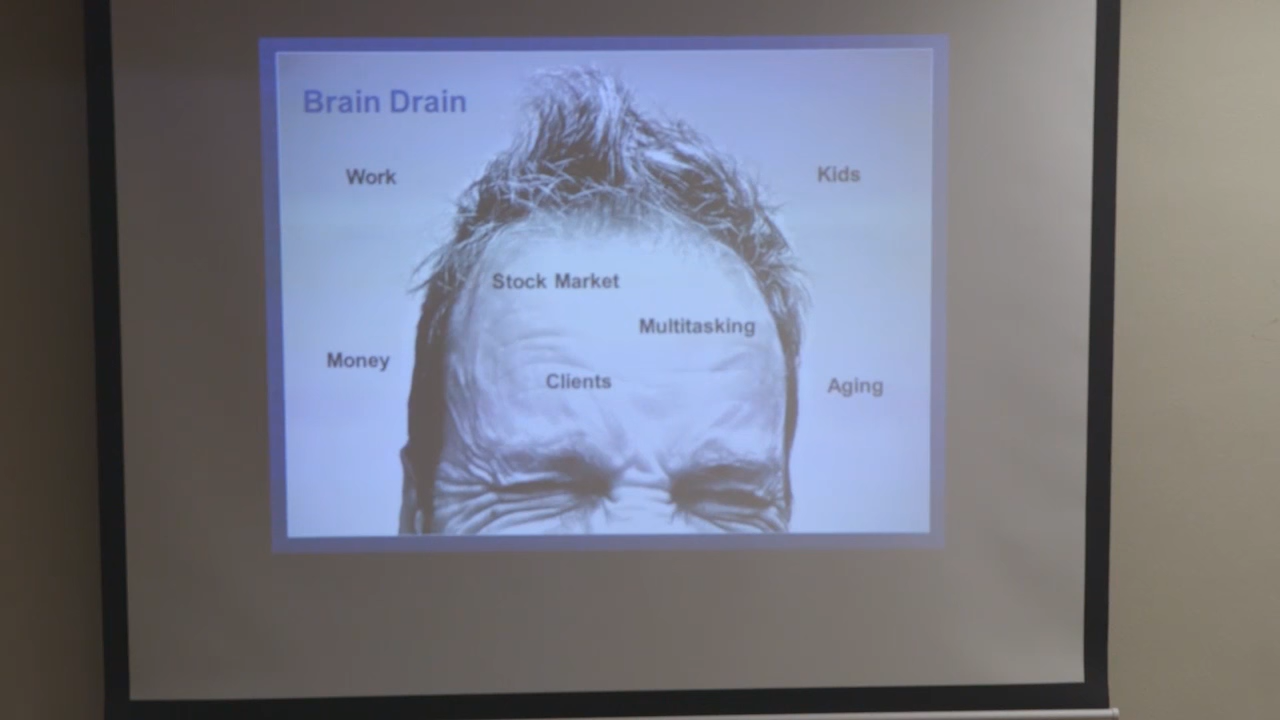 Brain Drain
Work
Kids
Stock Market
Multitasking
Money
Clients
Aging